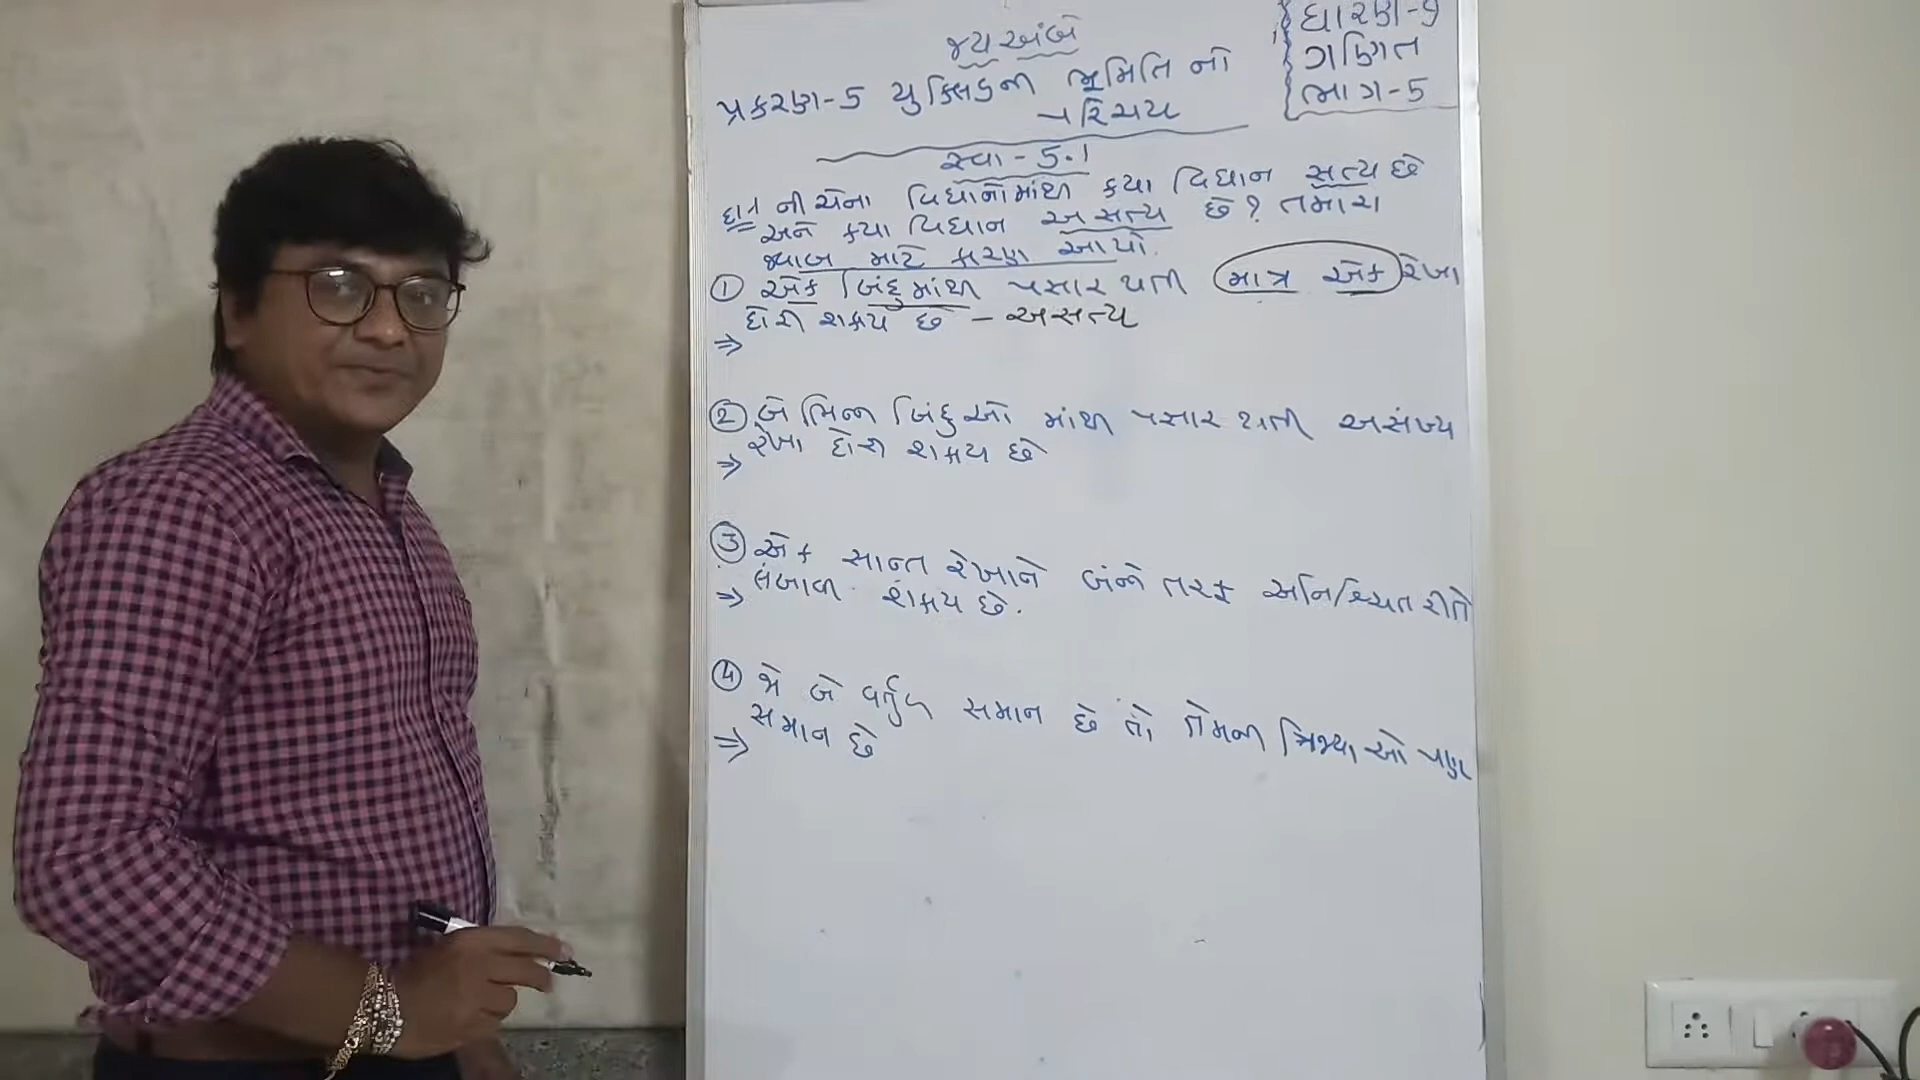 જય અંબે
ધોરણ-9
ગણિત
ભાગ-5
પ્રકરણ-5 યુક્લિડની ભૂમિતિ નો
પરિચય
સ્વા - 5.1
દા.1 નીચેના વિધાનોમાંથી કયા વિધાન સત્ય છે
અને કયા વિધાન અસત્ય છે? તમારા
જવાબ માટે કારણ આપો.
① એક બિંદુમાંથી પસાર થતી માત્ર એક રેખા
દોરી શકાય છે - અસત્ય
⇒
② બે ભિન્ન બિંદુઓ માંથી પસાર થતી અસંખ્ય
રેખા દોરી શકાય છે
⇒
③ એક સાન્ત રેખાને બંને તરફ અનિશ્ચિત રીતે
લંબાવી શકાય છે.
⇒
④ જો બે વર્તુળ સમાન છે તો તેમની ત્રિજ્યાઓ પણ
સમાન છે
⇒